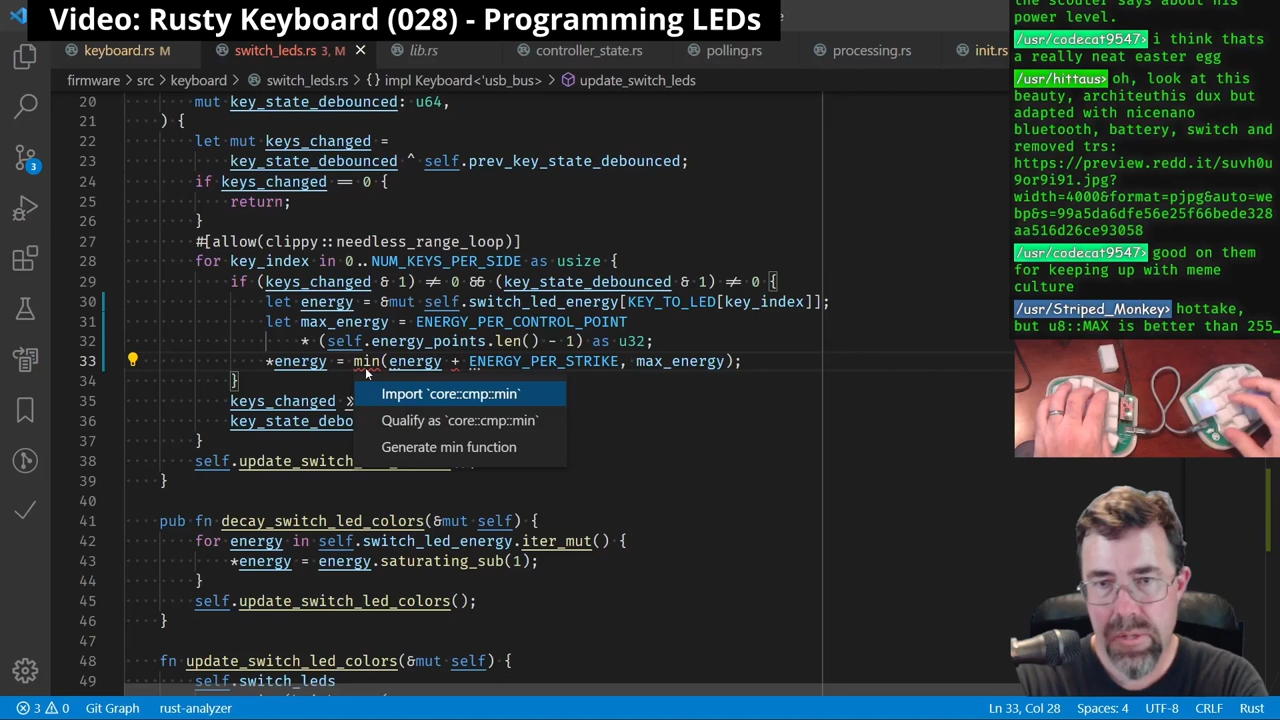 Video: Rusty Keyboard (028) - Programming LEDs
keyboard.rs M
switch_leds.rs 3, M
lib.rs
controller_state.rs
polling.rs
processing.rs
init.rs
firmware > src > keyboard > switch_leds.rs > {} impl Keyboard<'usb_bus> > update_switch_leds
20 mut key_state_debounced: u64,
21 ) {
22 let mut keys_changed =
23 key_state_debounced ^ self.prev_key_state_debounced;
24 if keys_changed == 0 {
25 return;
26 }
27 #[allow(clippy::needless_range_loop)]
28 for key_index in 0..NUM_KEYS_PER_SIDE as usize {
29 if (keys_changed & 1) != 0 && (key_state_debounced & 1) != 0 {
30 let energy = &mut self.switch_led_energy[KEY_TO_LED[key_index]];
31 let max_energy = ENERGY_PER_CONTROL_POINT
32 * (self.energy_points.len() - 1) as u32;
33 *energy = min(energy + ENERGY_PER_STRIKE, max_energy);
34 }
35 keys_changed
36 key_state_debo
37 }
38 self.update_switch_
39 }
40
41 pub fn decay_switch_led_colors(&mut self) {
42 for energy in self.switch_led_energy.iter_mut() {
43 *energy = energy.saturating_sub(1);
44 }
45 self.update_switch_led_colors();
46 }
47
48 fn update_switch_led_colors(&mut self) {
49 self.switch_leds
Import `core::cmp::min`
Qualify as `core::cmp::min`
Generate min function
3
3 0
Git Graph
rust-analyzer
Ln 33, Col 28
Spaces: 4
UTF-8
CRLF
Rust
the scouter says about his
power level.
/usr/codecat9547> i think thats
a really neat easter egg
/usr/hittaus> oh, look at this
beauty, architeuthis dux but
adapted with nicenano
bluetooth, battery, switch and
removed trs:
https://preview.redd.it/suvh0u
9or9i91.jpg?
width=4000&format=pjpg&auto=we
bp&s=99a5da6dfe56e25f66bede328
aa516d26ce93058
/usr/codecat9547> good on them
for keeping up with meme
culture
/usr/Striped_Monkey> hottake,
but u8::MAX is better than 255